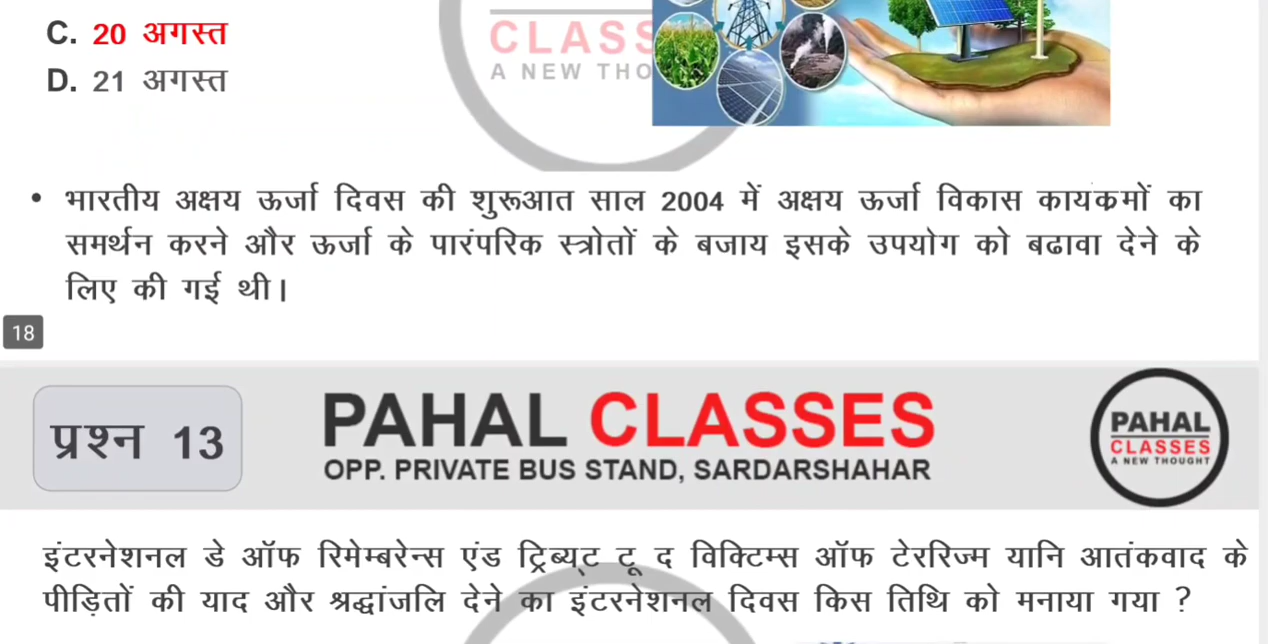 C. 20 अगस्त
D. 21 अगस्त
CLASS
A NEW THO
• भारतीय अक्षय ऊर्जा दिवस की शुरूआत साल 2004 में अक्षय ऊर्जा विकास कायंक्रमों का
समर्थन करने और ऊर्जा के पारंपरिक स्त्रोतों के बजाय इसके उपयोग को बढावा देने के
लिए की गई थी।
18
प्रश्न 13
PAHAL CLASSES
OPP. PRIVATE BUS STAND, SARDARSHAHAR
PAHAL
CLASSES
A NEW THOUGHT
इंटरनेशनल डे ऑफ रिमेम्बरेन्स एंड ट्रिब्यूट टू द विक्टिम्स ऑफ टेररिज्म यानि आतंकवाद के
पीड़ितों की याद और श्रद्धांजलि देने का इंटरनेशनल दिवस किस तिथि को मनाया गया ?